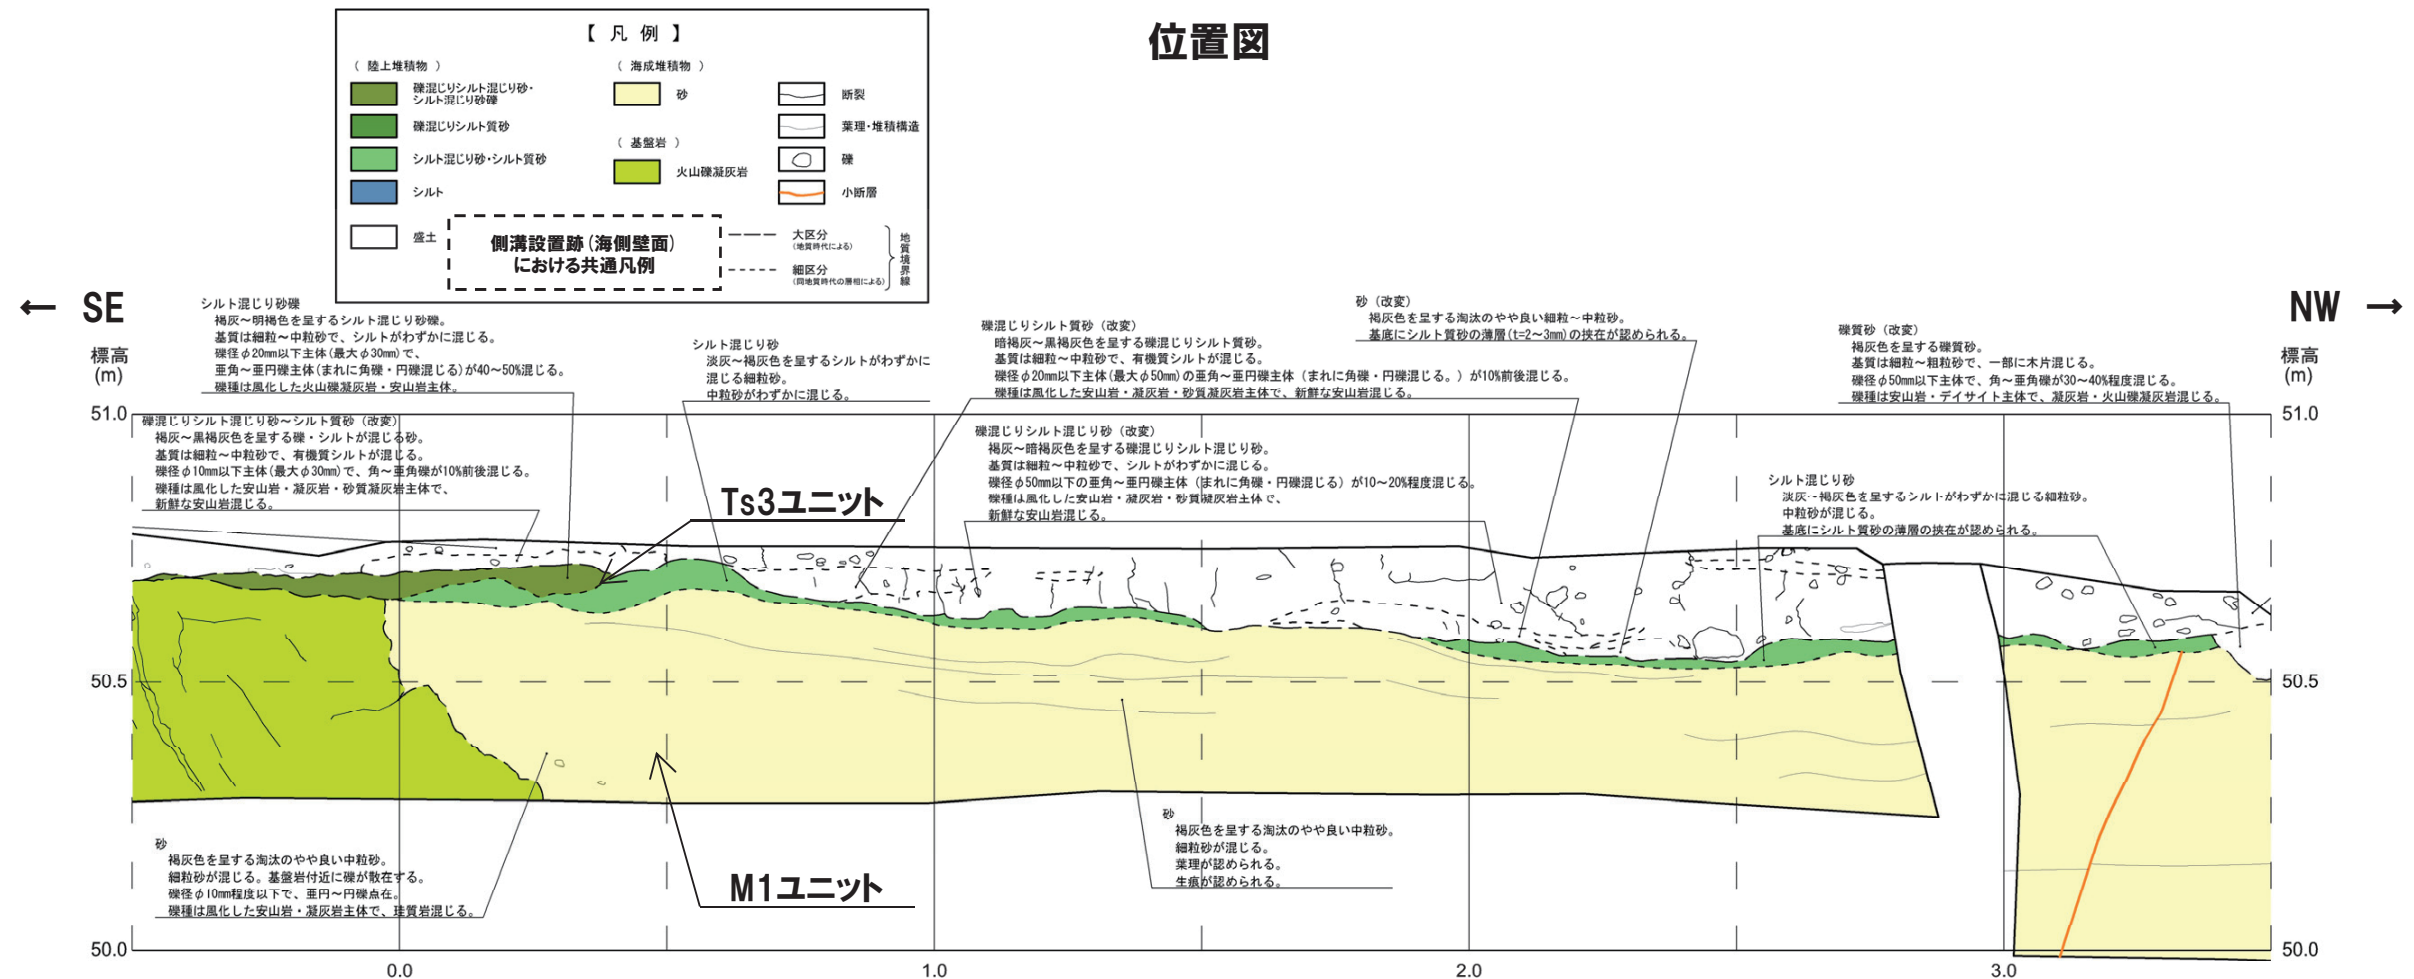 位置図
【 凡 例 】
( 陸上堆積物 )
礫混じりシルト混じり砂・
シルト混じり砂礫
礫混じりシルト質砂
シルト混じり砂・シルト質砂
シルト
盛土
( 海成堆積物 )
砂
( 基盤岩 )
火山礫凝灰岩
断裂
葉理・堆積構造
礫
小断層
側溝設置跡(海側壁面)
における共通凡例
大区分
(地質時代による)
細区分
(同地質時代の層相による)
地質境界線
← SE
NW →
標高
(m)
標高
(m)
シルト混じり砂礫
褐灰～明褐色を呈するシルト混じり砂礫。
基質は細粒～中粒砂で、シルトがわずかに混じる。
礫径φ20mm以下主体(最大φ30mm)で、
亜角～亜円礫主体(まれに角礫・円礫混じる)が40～50%混じる。
礫種は風化した火山礫凝灰岩・安山岩主体。
シルト混じり砂
淡灰～褐灰色を呈するシルトがわずかに
混じる細粒砂。
中粒砂がわずかに混じる。
礫混じりシルト質砂（改変）
暗褐灰～黒褐灰色を呈する礫混じりシルト質砂。
基質は細粒～中粒砂で、有機質シルトが混じる。
礫径φ20mm以下主体(最大φ50mm)の亜角～亜円礫主体（まれに角礫・円礫混じる。）が10%前後混じる。
礫種は風化した安山岩・凝灰岩・砂質凝灰岩主体で、新鮮な安山岩混じる。
砂（改変）
褐灰色を呈する淘汰のやや良い細粒～中粒砂。
基底にシルト質砂の薄層(t=2～3mm)の挟在が認められる。
礫質砂（改変）
褐灰色を呈する礫質砂。
基質は細粒～粗粒砂で、一部に木片混じる。
礫径φ50mm以下主体で、角～亜角礫が30～40%程度混じる。
礫種は安山岩・デイサイト主体で、凝灰岩・火山礫凝灰岩混じる。
51.0
51.0
礫混じりシルト混じり砂～シルト質砂（改変）
褐灰～黒褐灰色を呈する礫・シルトが混じる砂。
基質は細粒～中粒砂で、有機質シルトが混じる。
礫径φ10mm以下主体(最大φ30mm)で、角～亜角礫が10%前後混じる。
礫種は風化した安山岩・凝灰岩・砂質凝灰岩主体で、
新鮮な安山岩混じる。
礫混じりシルト混じり砂（改変）
褐灰～暗褐灰色を呈する礫混じりシルト混じり砂。
基質は細粒～中粒砂で、シルトがわずかに混じる。
礫径φ50mm以下の亜角～亜円礫主体（まれに角礫・円礫混じる）が10～20%程度混じる。
礫種は風化した安山岩・凝灰岩・砂質凝灰岩主体で、
新鮮な安山岩混じる。
シルト混じり砂
淡灰～褐灰色を呈するシルトがわずかに混じる細粒砂。
中粒砂が混じる。
基底にシルト質砂の薄層の挟在が認められる。
Ts3ユニット
50.5
50.5
砂
褐灰色を呈する淘汰のやや良い中粒砂。
細粒砂が混じる。
葉理が認められる。
生痕が認められる。
砂
褐灰色を呈する淘汰のやや良い中粒砂。
細粒砂が混じる。基盤岩付近に礫が散在する。
礫径φ10mm程度以下で、亜円～円礫点在。
礫種は風化した安山岩・凝灰岩主体で、珪質岩混じる。
M1ユニット
50.0
50.0
0.0
1.0
2.0
3.0